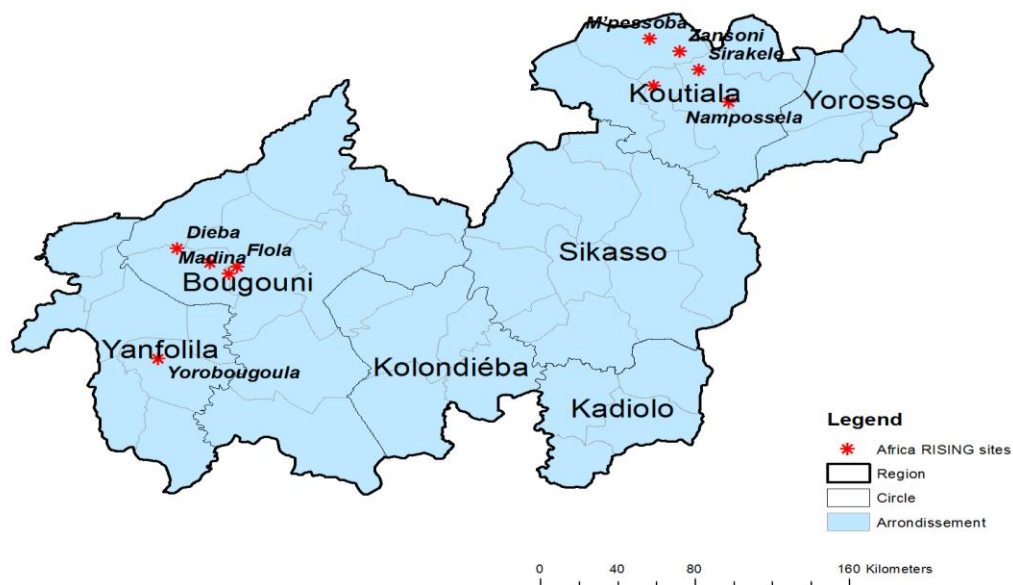 M'pessoba
Zansoni
Sirakele
Koutiala
Yorosso
Nampossela
Dieba
Flola
Madina
Sikasso
Bougouni
Yanfolila
Yorobougoula
Kolondiéba
Kadiolo
Legend
Africa RISING sites
Region
Circle
Arrondissement
0 40 80 160 Kilometers